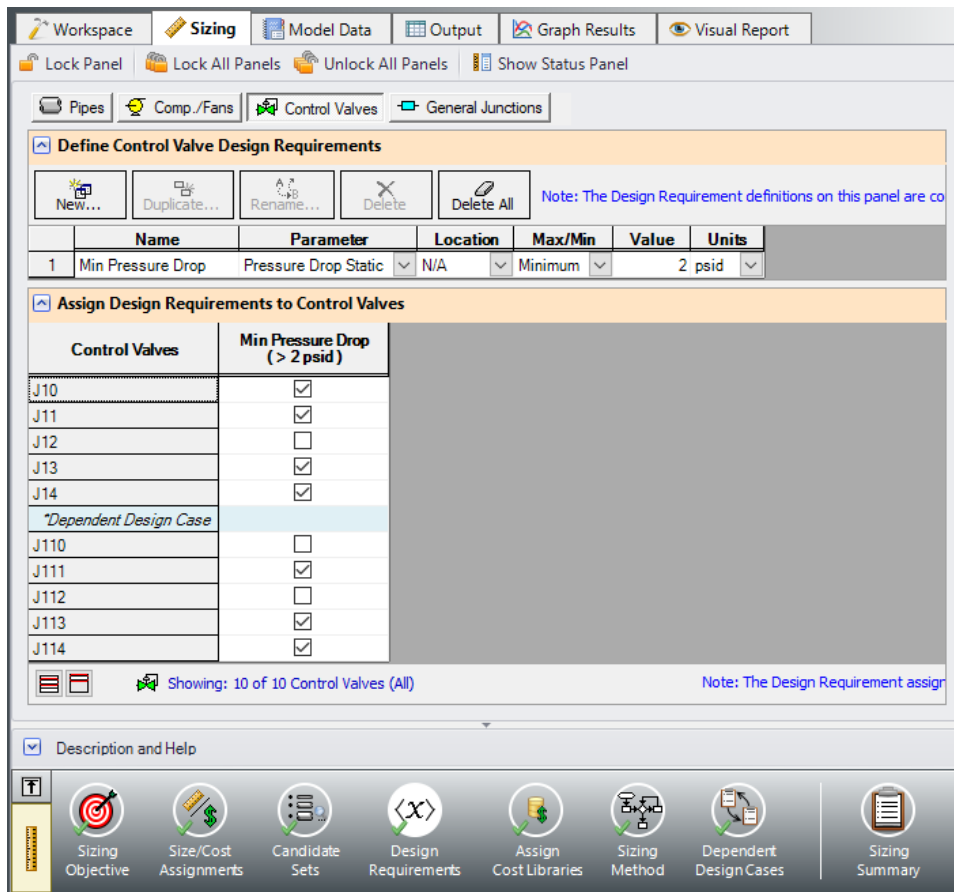 Workspace Sizing Model Data Output Graph Results Visual Report
Lock Panel Lock All Panels Unlock All Panels Show Status Panel
Pipes Comp./Fans Control Valves General Junctions
Define Control Valve Design Requirements
New... Duplicate... Rename... Delete Delete All Note: The Design Requirement definitions on this panel are co
Name Parameter Location Max/Min Value Units
1 Min Pressure Drop Pressure Drop Static N/A Minimum 2 psid
Assign Design Requirements to Control Valves
Control Valves Min Pressure Drop
( > 2 psid )
J10
J11
J12
J13
J14
*Dependent Design Case
J110
J111
J112
J113
J114
Showing: 10 of 10 Control Valves (All) Note: The Design Requirement assign
Description and Help
Sizing Size/Cost Candidate Design Assign Sizing Dependent Sizing
Objective Assignments Sets Requirements Cost Libraries Method Design Cases Summary